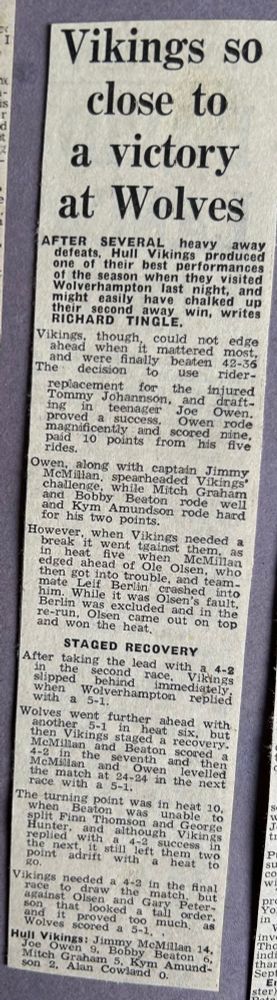 Vikings so
close to
a victory
at Wolves
AFTER SEVERAL heavy away
defeats, Hull Vikings produced
one of their best performances
of the season when they visited
Wolverhampton last night, and
might easily have chalked up
their second away win, writes
RICHARD TINGLE.
Vikings, though, could not edge
ahead when it mattered most,
and were finally beaten 42-36
The decision to use rider-
replacement for the injured
Tommy Johannson, and draft-
ing in teenager Joe Owen,
proved a success. Owen rode
magnificently and scored nine,
paid 10 points from his five
rides.
Owen, along with captain Jimmy
McMillan, spearheaded Vikings'
challenge, while Mitch Graham
and Bobby Beaton rode well
and Kym Amundson rode hard
for his two points.
However, when Vikings needed a
break it went tgainst them, as
in heat five when McMillan
edged ahead of Ole Olsen, who
then got into trouble, and team-
mate Leif Berlin crashed into
him. While it was Olsen's fault,
Berlin was excluded and in the
re-run, Olsen came out on top
and won the heat.
STAGED RECOVERY
After taking the lead with a 4-2
in the second race, Vikings
slipped behind immediately,
when Wolverhampton replied
with a 5-1.
Wolves went further ahead with
another 5-1 in heat six, but
then Vikings staged a recovery.
McMillan and Beaton scored a
4-2 in the seventh and then
McMillan and Owen levelled
the match at 24-24 in the next
race with a 5-1.
The turning point was in heat 10,
when Beaton was unable to
split Finn Thomson and George
Hunter, and although Vikings
replied with a 4-2 success in
the next, it still left them two
point adrift with a heat to
go.
Vikings needed a 4-2 in the final
race to draw the match, but
against Olsen and Gary Peter-
son that looked a tall order,
and it proved too much as
Wolves scored a 5-1.
Hull Vikings: Jimmy McMillan 14,
Joe Owen 9, Bobby Beaton 6,
Mitch Graham 5, Kym Amund-
son 2, Alan Cowland 0.